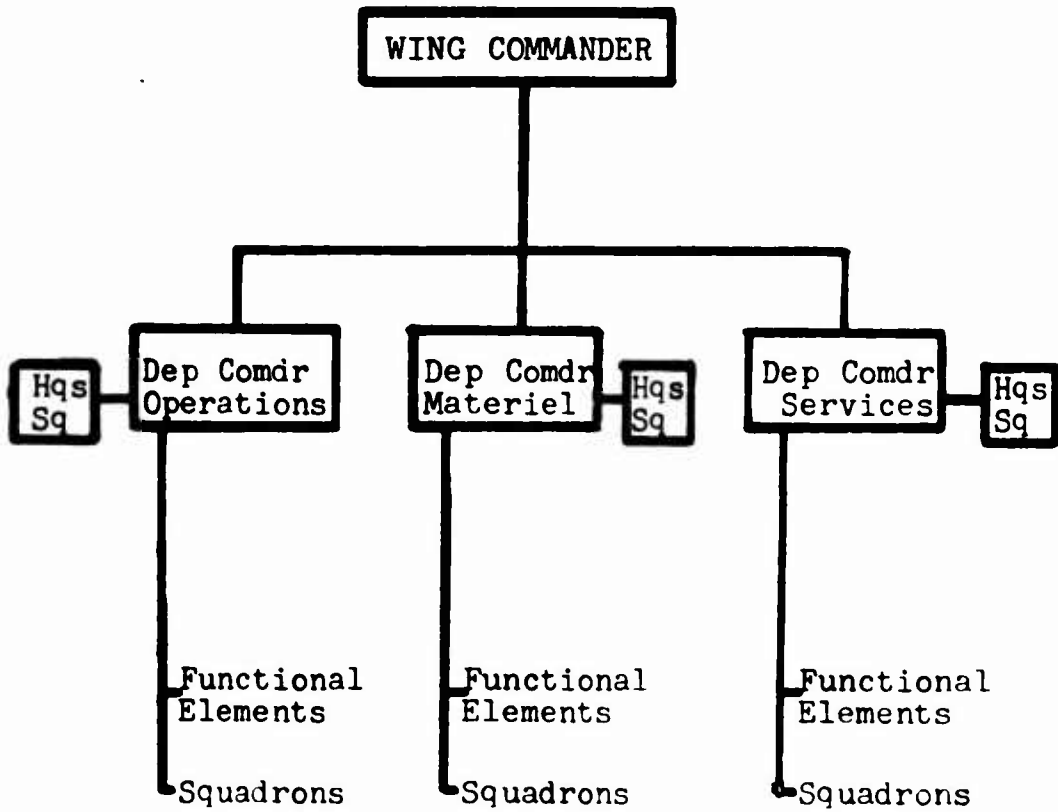 WING COMMANDER
Hqs
Sq
Dep Comdr
Operations
Dep Comdr
Materiel
Hqs
Sq
Dep Comdr
Services
Hqs
Sq
Functional
Elements
Squadrons
Functional
Elements
Squadrons
Functional
Elements
Squadrons